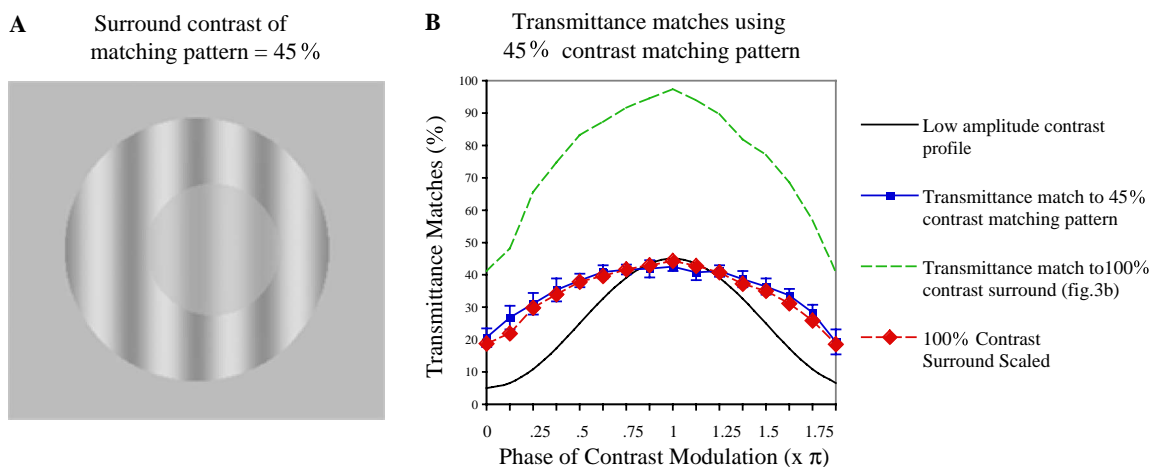 A
Surround contrast of
matching pattern = 45%
B
Transmittance matches using
45% contrast matching pattern
Transmittance Matches (%)
100
90
80
70
60
50
40
30
20
10
0
0
.25
.5
.75
1
.25
1.5
1.75
Phase of Contrast Modulation (x π)
Low amplitude contrast
profile
Transmittance match to 45%
contrast matching pattern
Transmittance match to100%
contrast surround (fig.3b)
100% Contrast
Surround Scaled